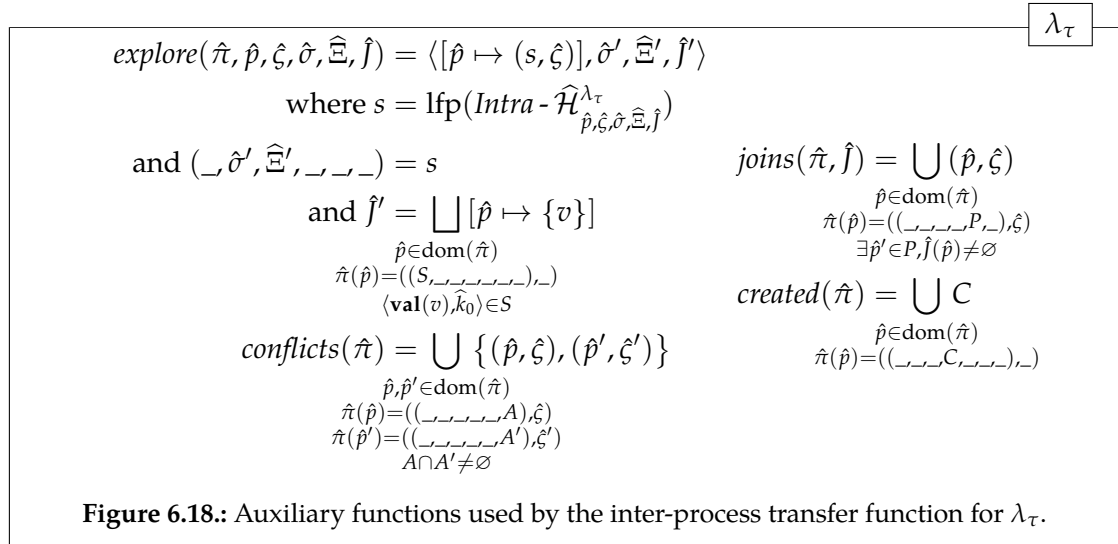 λ_τ
explore(π̂, p̂, ς̂, σ̂, Ξ̂, Ĵ) = ⟨[p̂ ↦ (s, ς̂)], σ̂′, Ξ̂′, Ĵ′⟩
where s = lfp(Intra - Ĥ^{λ_τ}_{p̂,ς̂,σ̂,Ξ̂,Ĵ})
and (_, σ̂′, Ξ̂′, _, _, _) = s
and Ĵ′ = ⨆ [p̂ ↦ {v}]
p̂∈dom(π̂)
π̂(p̂)=((S,_,_,_,_,_,_),_)
⟨val(v),k̂₀⟩∈S
conflicts(π̂) = ⋃ {(p̂, ς̂), (p̂′, ς̂′)}
p̂,p̂′∈dom(π̂)
π̂(p̂)=((_,_,_,_,_,A),ς̂)
π̂(p̂′)=((_,_,_,_,_,A′),ς̂′)
A∩A′≠∅
joins(π̂, Ĵ) = ⋃ (p̂, ς̂)
p̂∈dom(π̂)
π̂(p̂)=((_,_,_,_,P,_),ς̂)
∃p̂′∈P,Ĵ(p̂)≠∅
created(π̂) = ⋃ C
p̂∈dom(π̂)
π̂(p̂)=((_,_,_,C,_,_,_),_)
Figure 6.18.: Auxiliary functions used by the inter-process transfer function for λ_τ.